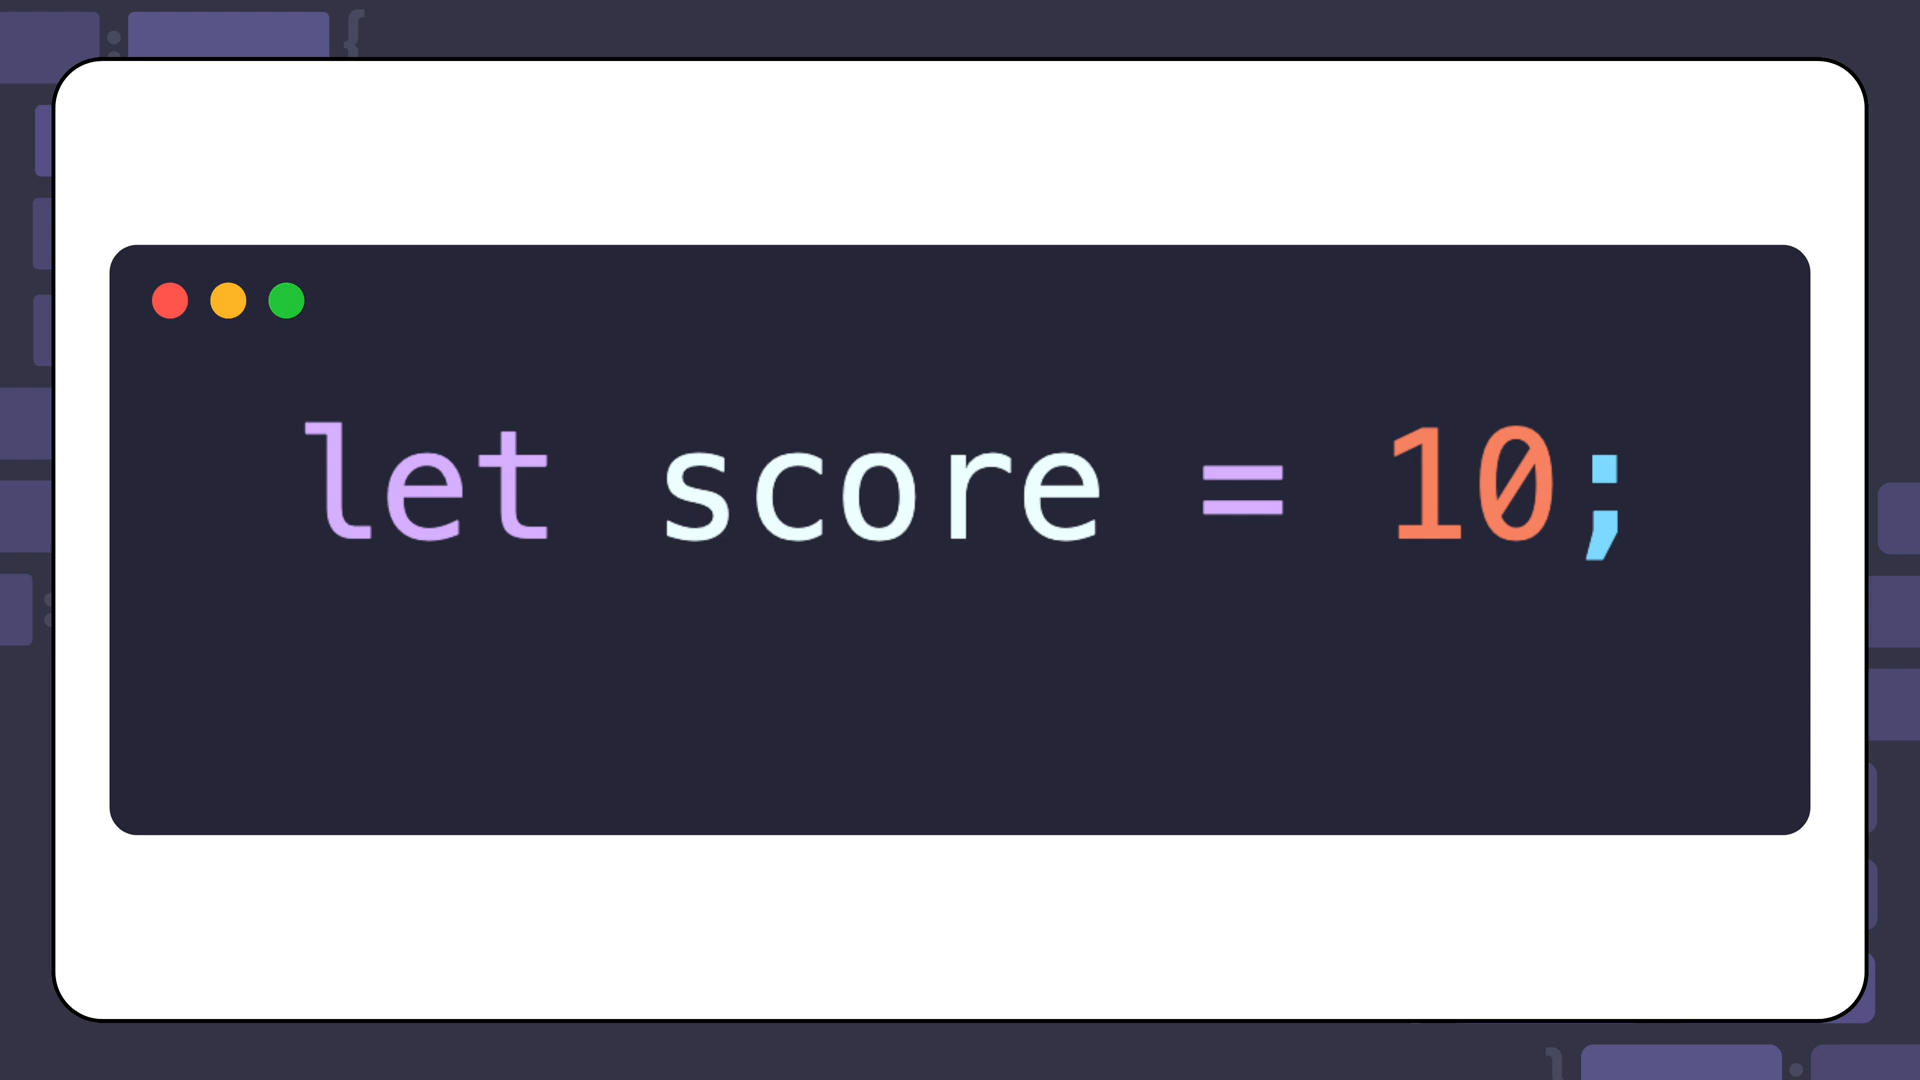 let score = 10;